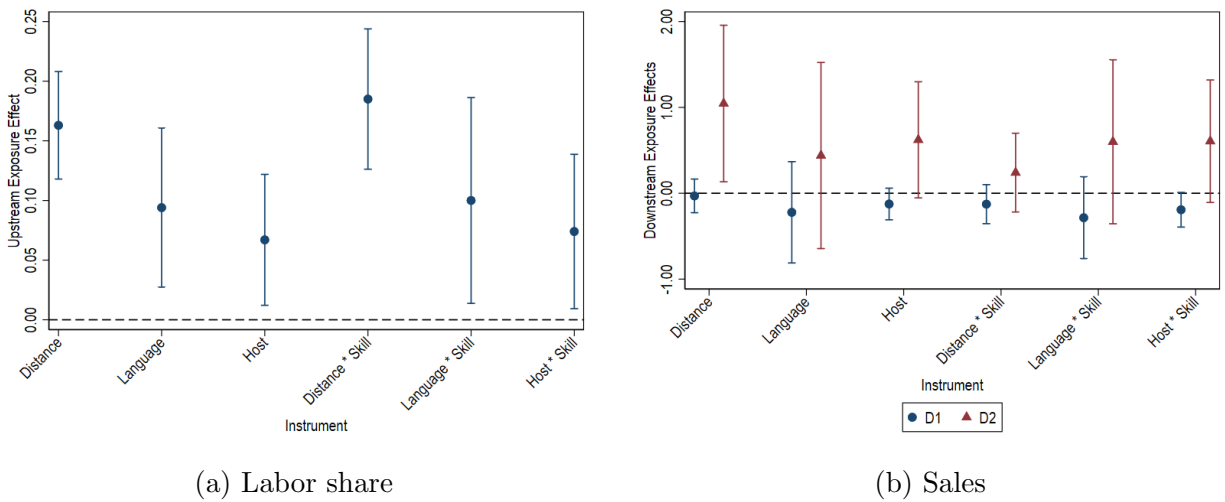 Upstream Exposure Effect
0.25
0.20
0.15
0.10
0.05
0.00
Distance
Language
Host
Distance * Skill
Language * Skill
Host * Skill
Instrument
(a) Labor share
Downstream Exposure Effects
2.00
1.00
0.00
-1.00
Distance
Language
Host
Distance * Skill
Language * Skill
Host * Skill
Instrument
D1 D2
(b) Sales